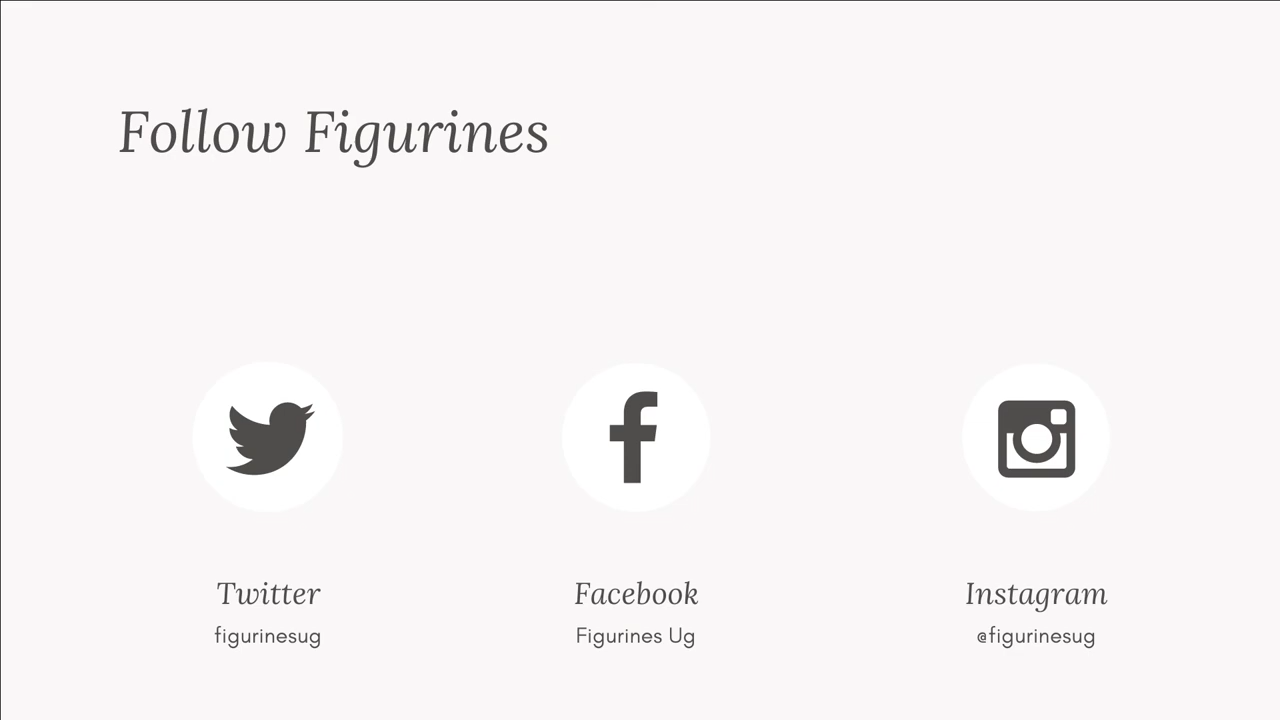 Follow Figurines
Twitter
figurinesug
Facebook
Figurines Ug
Instagram
@figurinesug